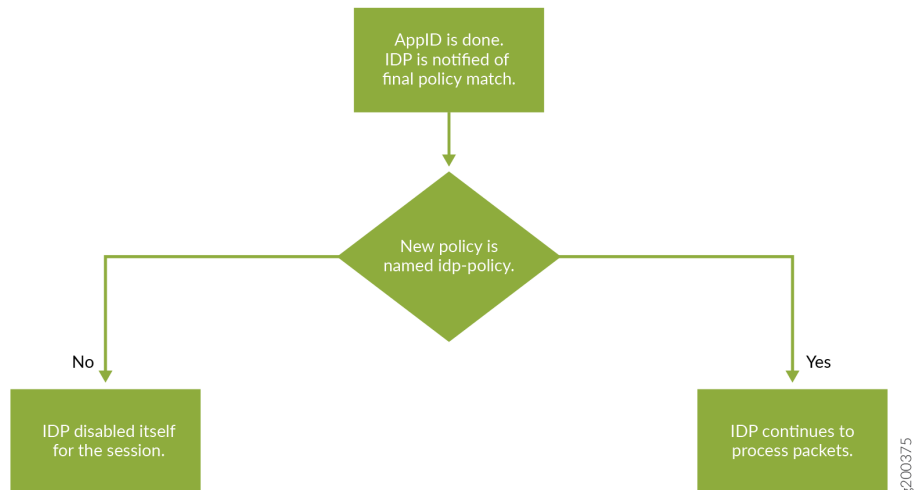 AppID is done.
IDP is notified of
final policy match.
New policy is
named idp-policy.
No
Yes
IDP disabled itself
for the session.
IDP continues to
process packets.
g200375